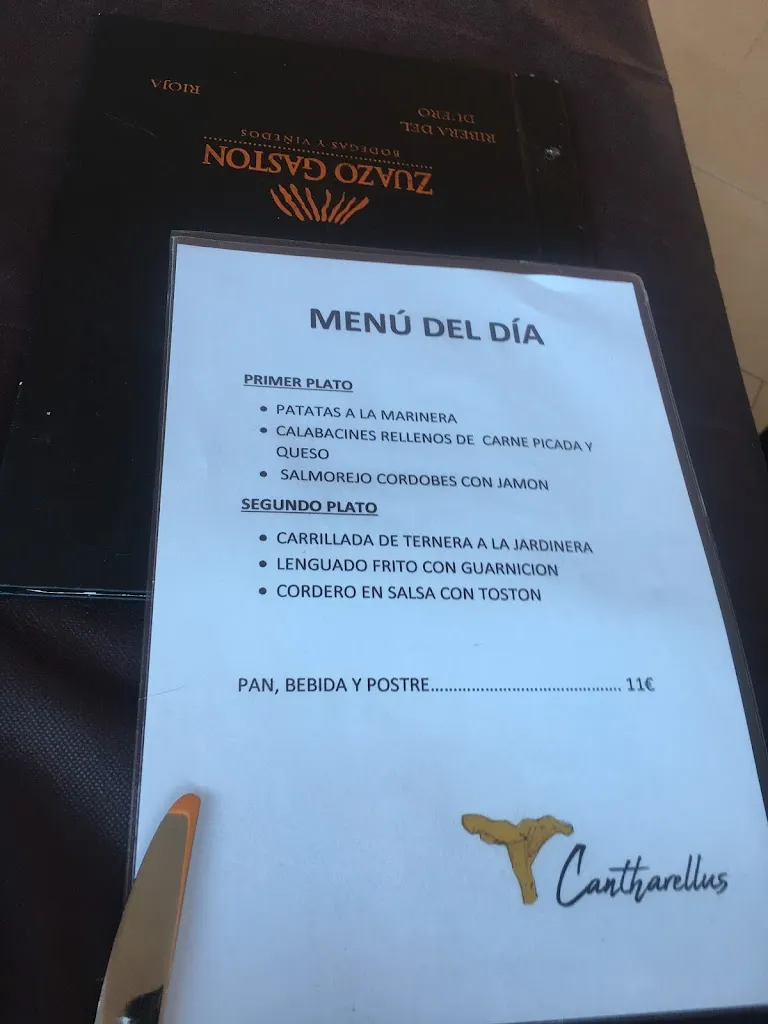 RIOJA
RIBERA DEL
DUERO
BODEGAS Y VIÑEDOS
ZUAZO GASTON
MENÚ DEL DÍA
PRIMER PLATO
• PATATAS A LA MARINERA
• CALABACINES RELLENOS DE CARNE PICADA Y
QUESO
• SALMOREJO CORDOBES CON JAMON
SEGUNDO PLATO
• CARRILLADA DE TERNERA A LA JARDINERA
• LENGUADO FRITO CON GUARNICION
• CORDERO EN SALSA CON TOSTON
PAN, BEBIDA Y POSTRE............................................. 11€
Cantharellus